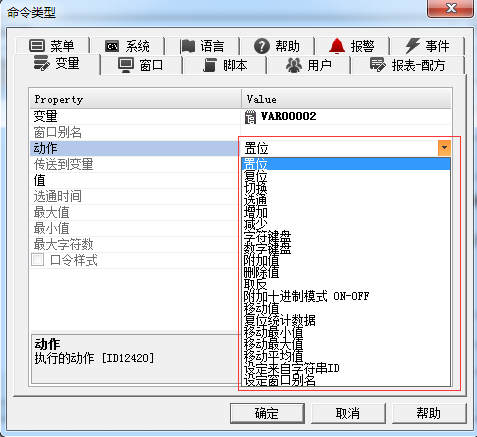 命令类型
菜单
系统
语言
帮助
报警
事件
变量
窗口
脚本
用户
报表-配方
Property Value
变量 VAR00002
窗口别名
动作 置位
传送到变量
值
选通时间
最大值
最小值
最大字符数
口令样式
置位
复位
切换
选通
增加
减少
字符键盘
数字键盘
附加值
删除值
取反
附加十进制模式 ON-OFF
移动值
复位统计数据
移动最小值
移动最大值
移动平均值
设定来自字符串ID
设定窗口别名
动作
执行的动作 [ID12420]
确定
取消
帮助